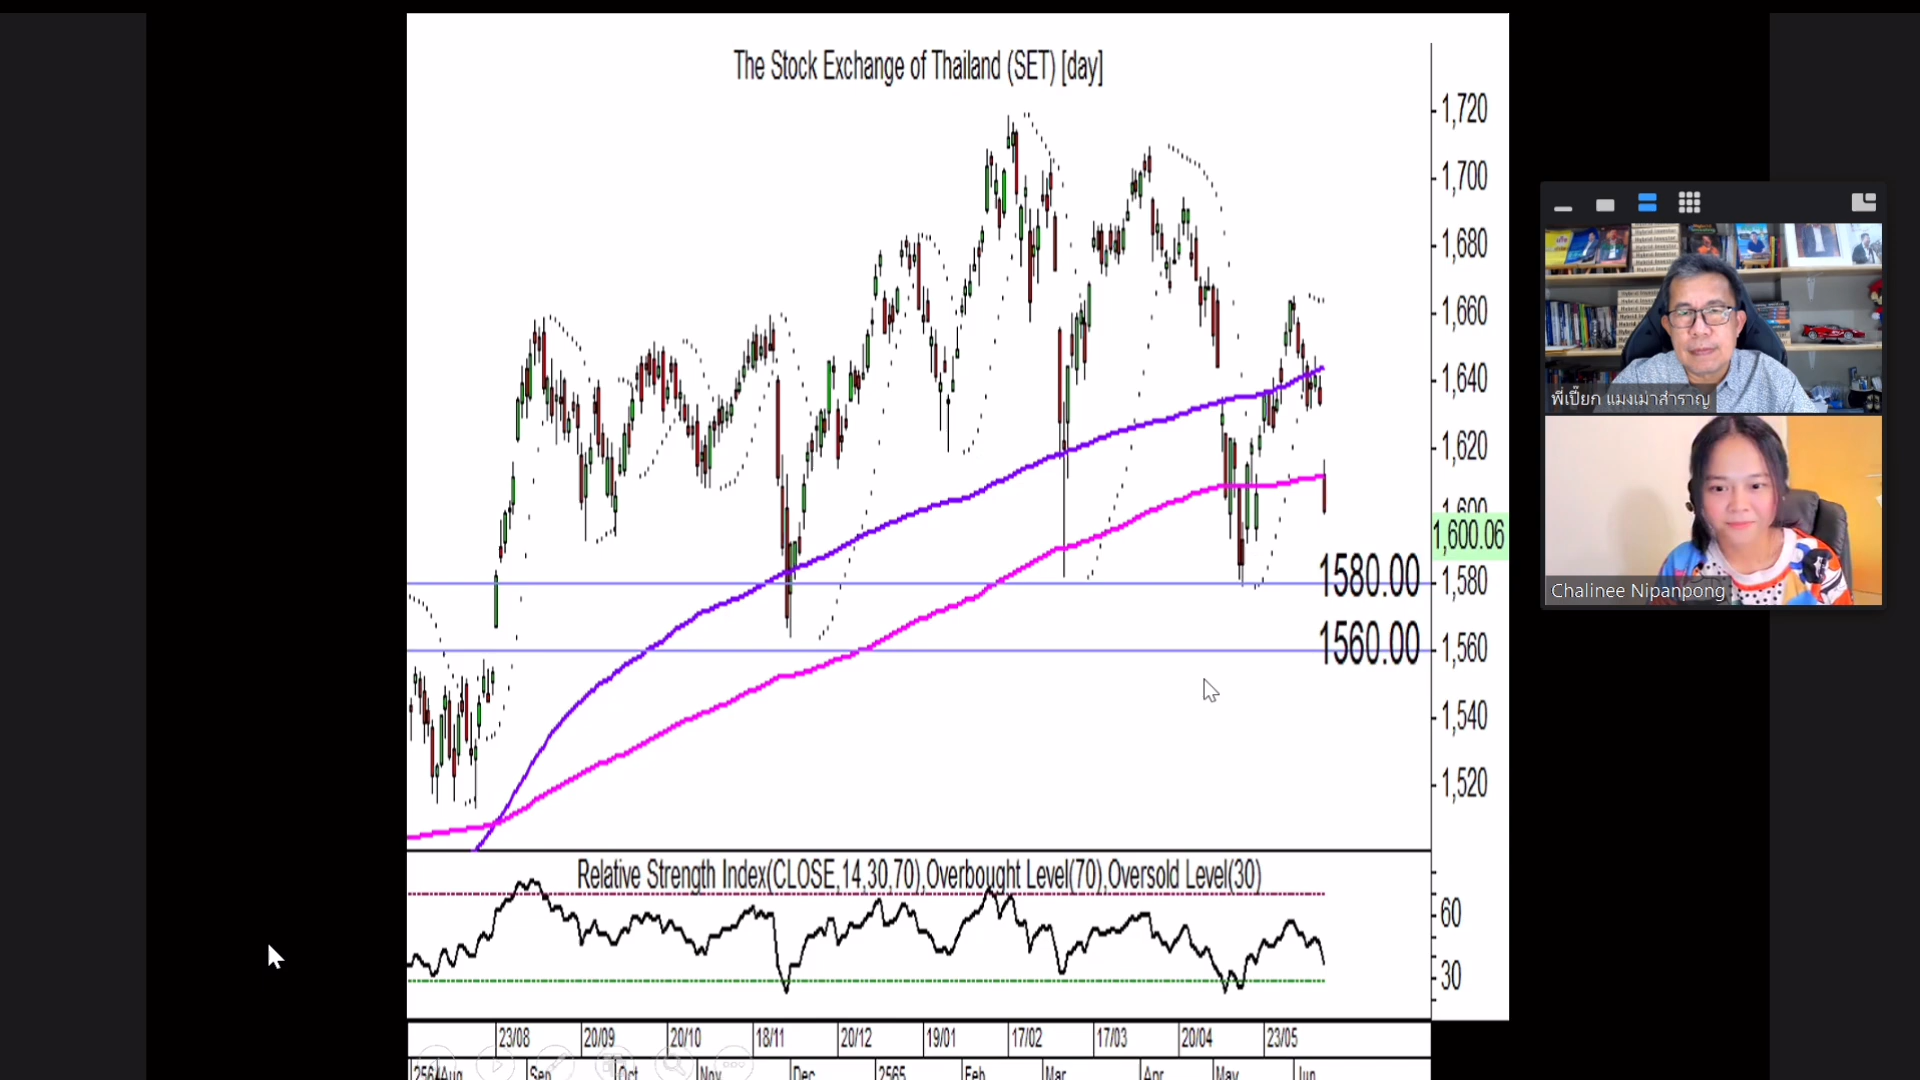 The Stock Exchange of Thailand (SET) [day]
1,720
1,700
1,680
1,660
1,640
1,620
1,600
1,600.06
1580.00
1,580
1560.00
1,560
1,540
1,520
Relative Strength Index(CLOSE,14,30,70),Overbought Level(70),Oversold Level(30)
60
30
23/08 20/09 20/10 18/11 20/12 19/01 17/02 17/03 20/04 23/05
Sep Oct Nov Dec 2565 Feb Mar Apr May Jun
พี่เปี๊ยก แมงเม่าสำราญ
Chalinee Nipanpong